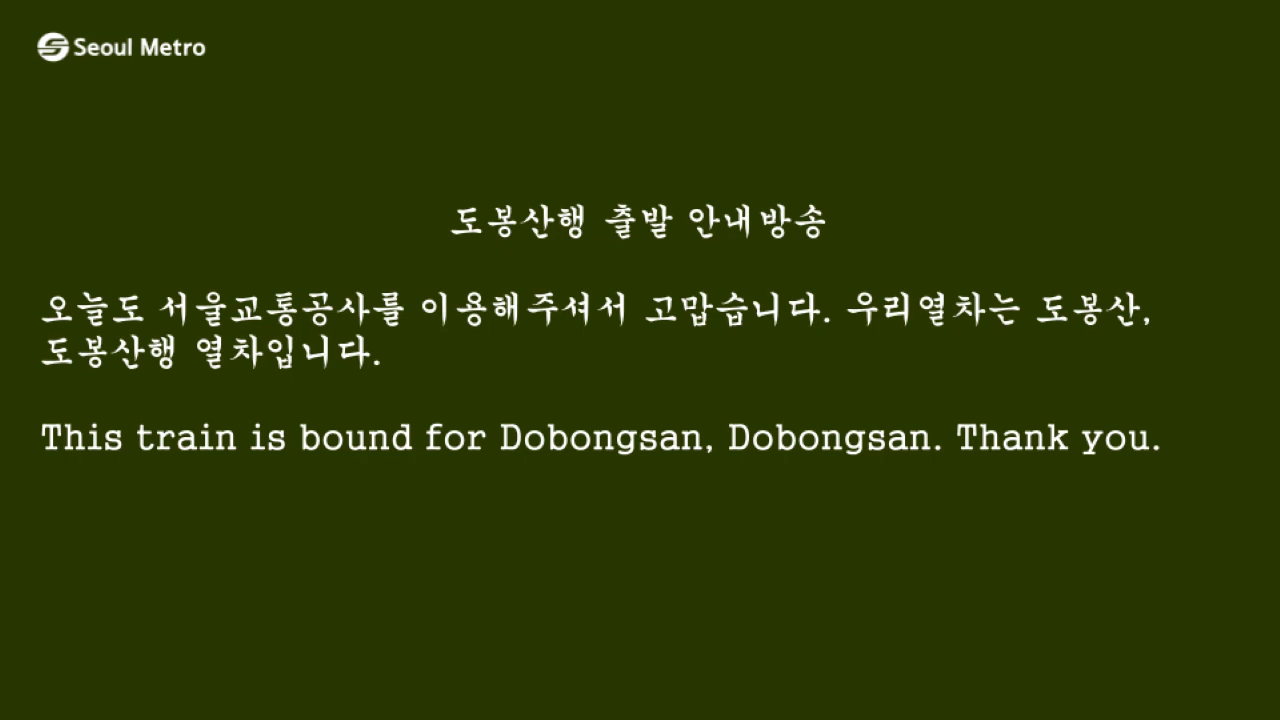 Seoul Metro
도봉산행 출발 안내방송
오늘도 서울교통공사를 이용해주셔서 고맙습니다. 우리열차는 도봉산,
도봉산행 열차입니다.
This train is bound for Dobongsan, Dobongsan. Thank you.